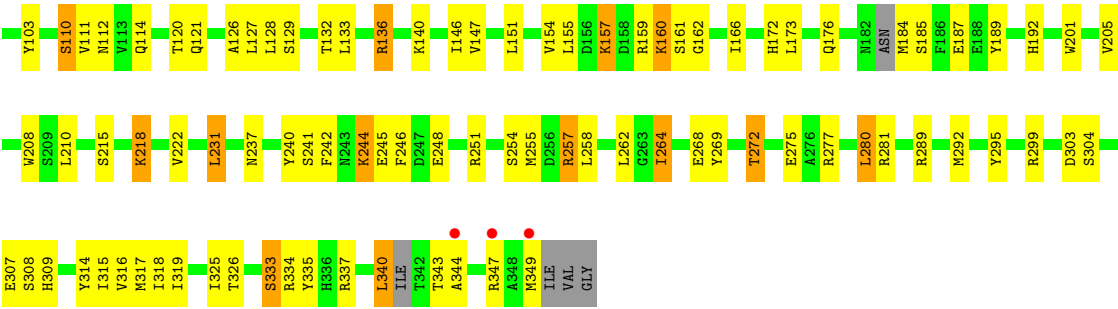 Y103 S110 V111 N112 V113 Q114 T120 Q121 A126 L127 L128 S129 T132 L133 R136 K140 I146 V147 L151 V154 L155 D156 K157 D158 R159 K160 S161 G162 I166 H172 L173 Q176 N182 ASN M184 S185 F186 E187 E188 Y189 H192 W201 V205
W208 S209 L210 S215 K218 V222 L231 N237 Y240 S241 F242 N243 K244 E245 F246 D247 E248 R251 S254 M255 D256 R257 L258 L262 G263 I264 E268 Y269 T272 E275 A276 R277 L280 R281 R289 M292 Y295 R299 D303 S304
E307 S308 H309 Y314 I315 V316 M317 I318 I319 I325 T326 S333 R334 Y335 H336 R337 L340 ILE T342 T343 A344 R347 A348 M349 ILE VAL GLY